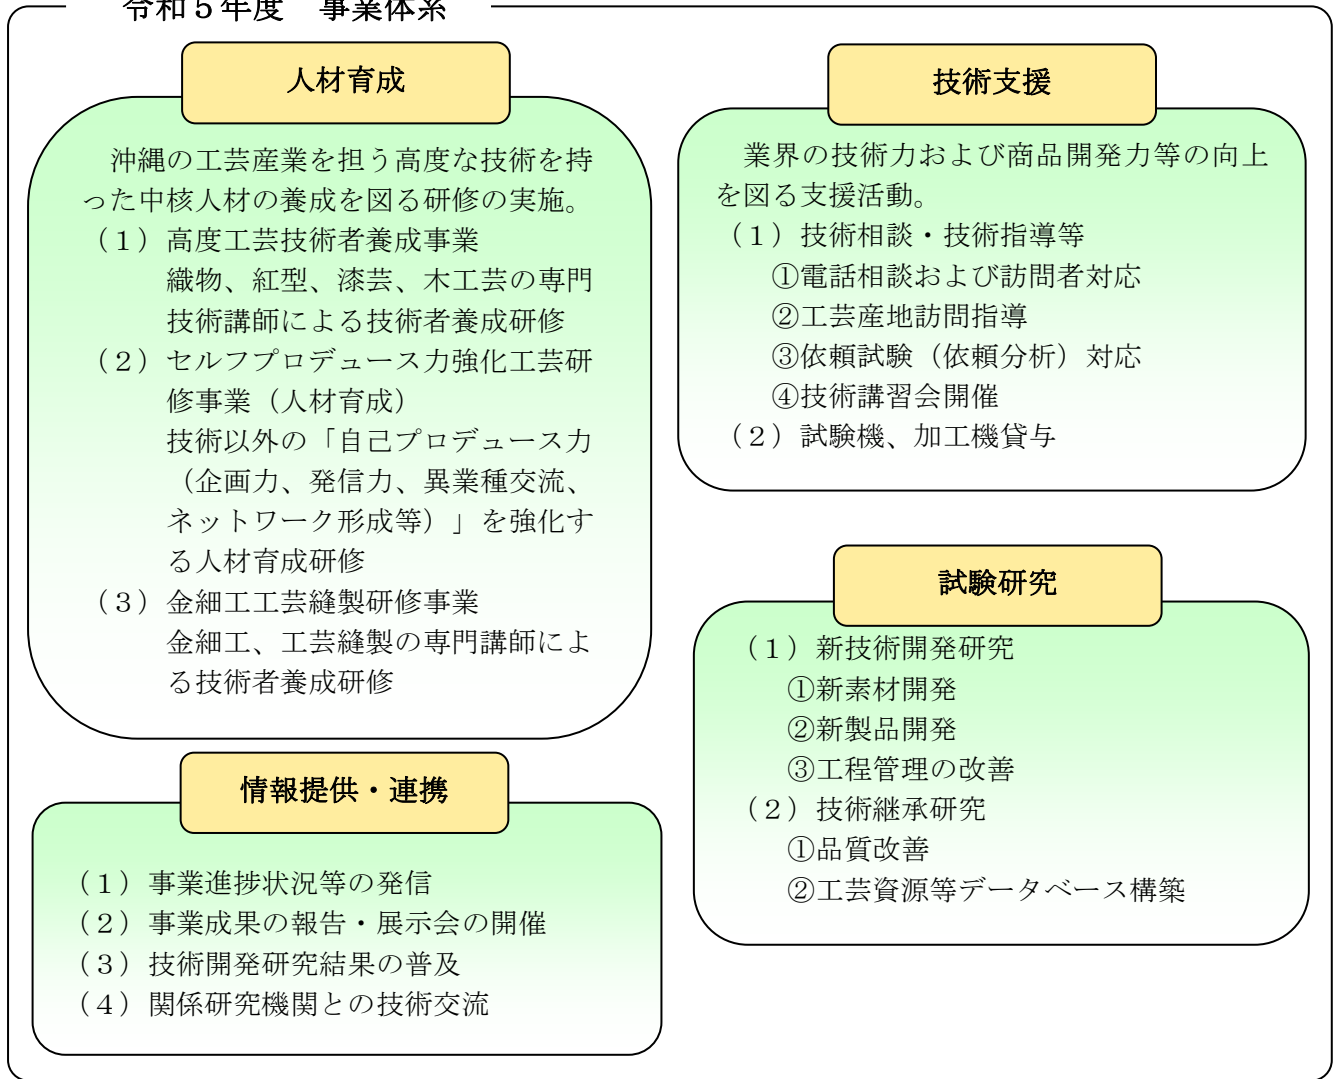 令和５年度　事業体系
人材育成
沖縄の工芸産業を担う高度な技術を持
った中核人材の養成を図る研修の実施。
（１）高度工芸技術者養成事業
織物、紅型、漆芸、木工芸の専門
技術講師による技術者養成研修
（２）セルフプロデュース力強化工芸研
修事業（人材育成）
技術以外の「自己プロデュース力
（企画力、発信力、異業種交流、
ネットワーク形成等）」を強化す
る人材育成研修
（３）金細工工芸縫製研修事業
金細工、工芸縫製の専門講師によ
る技術者養成研修
技術支援
業界の技術力および商品開発力等の向上
を図る支援活動。
（１）技術相談・技術指導等
①電話相談および訪問者対応
②工芸産地訪問指導
③依頼試験（依頼分析）対応
④技術講習会開催
（２）試験機、加工機貸与
情報提供・連携
（１）事業進捗状況等の発信
（２）事業成果の報告・展示会の開催
（３）技術開発研究結果の普及
（４）関係研究機関との技術交流
試験研究
（１）新技術開発研究
①新素材開発
②新製品開発
③工程管理の改善
（２）技術継承研究
①品質改善
②工芸資源等データベース構築